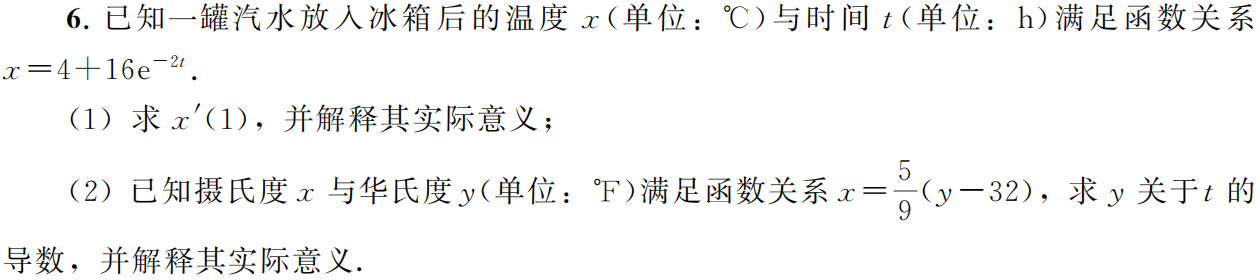 6. 已知一罐汽水放入冰箱后的温度 x(单位：℃)与时间 t(单位：h)满足函数关系
x=4+16e⁻²ᵗ.
(1) 求 x′(1)，并解释其实际意义；
(2) 已知摄氏度 x 与华氏度 y(单位：℉)满足函数关系 x=5/9(y-32)，求 y 关于 t 的
导数，并解释其实际意义.